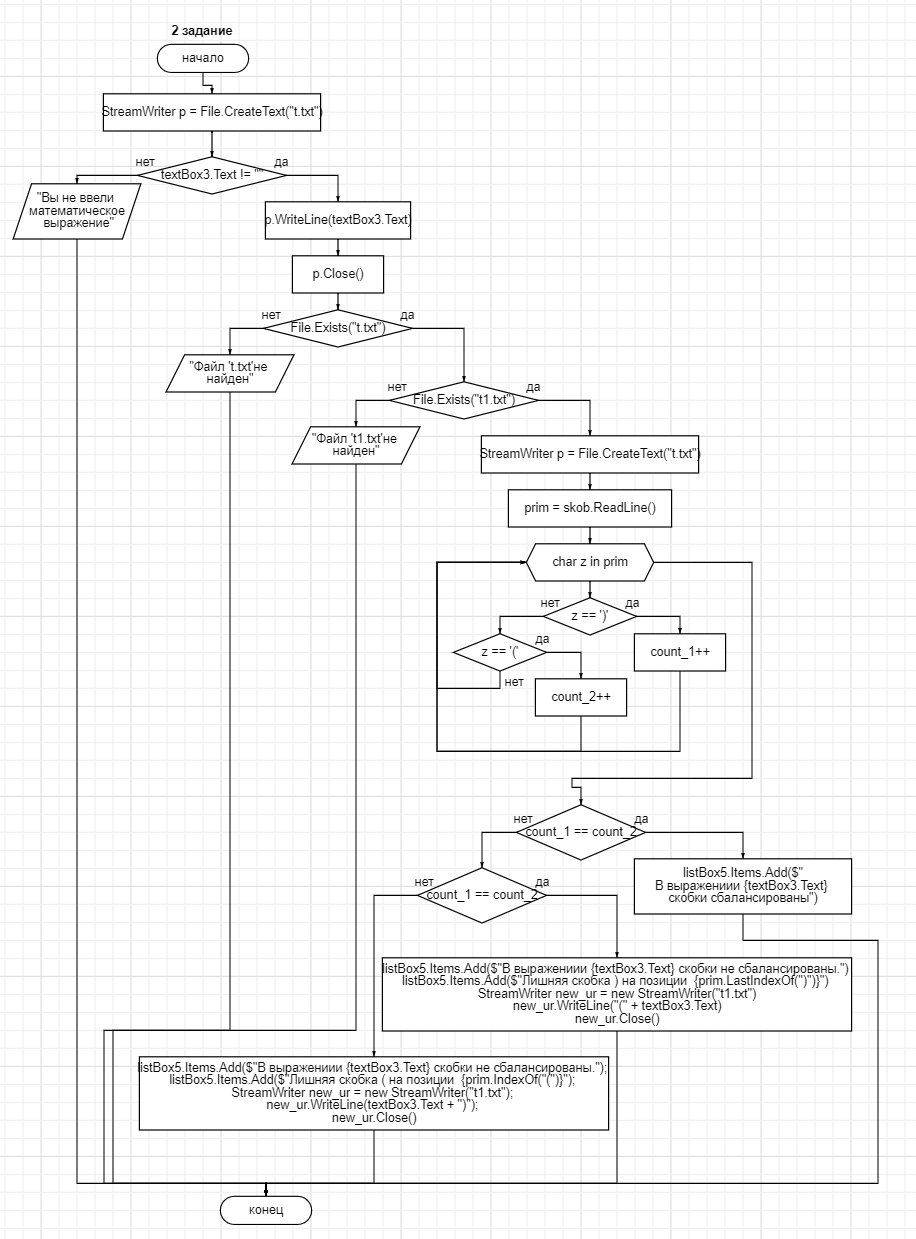 2 задание
начало
StreamWriter p = File.CreateText("t.txt")
нет
да
textBox3.Text != ""
"Вы не ввели
математическое
выражение"
p.WriteLine(textBox3.Text)
p.Close()
нет
да
File.Exists("t.txt")
"Файл 't.txt'не
найден"
нет
да
File.Exists("t1.txt")
"Файл 't1.txt'не
найден"
StreamWriter p = File.CreateText("t.txt")
prim = skob.ReadLine()
char z in prim
нет
да
z == ')'
да
z == '('
нет
count_1++
count_2++
нет
да
count_1 == count_2
listBox5.Items.Add($"
В выражениии {textBox3.Text}
скобки сбалансированы")
нет
да
count_1 == count_2
listBox5.Items.Add($"В выражениии {textBox3.Text} скобки не сбалансированы.")
listBox5.Items.Add($"Лишняя скобка ) на позиции  {prim.LastIndexOf(")")}")
StreamWriter new_ur = new StreamWriter("t1.txt")
new_ur.WriteLine("(" + textBox3.Text)
new_ur.Close()
listBox5.Items.Add($"В выражениии {textBox3.Text} скобки не сбалансированы.");
listBox5.Items.Add($"Лишняя скобка ( на позиции  {prim.IndexOf("(")}");
StreamWriter new_ur = new StreamWriter("t1.txt");
new_ur.WriteLine(textBox3.Text + ")");
new_ur.Close()
конец